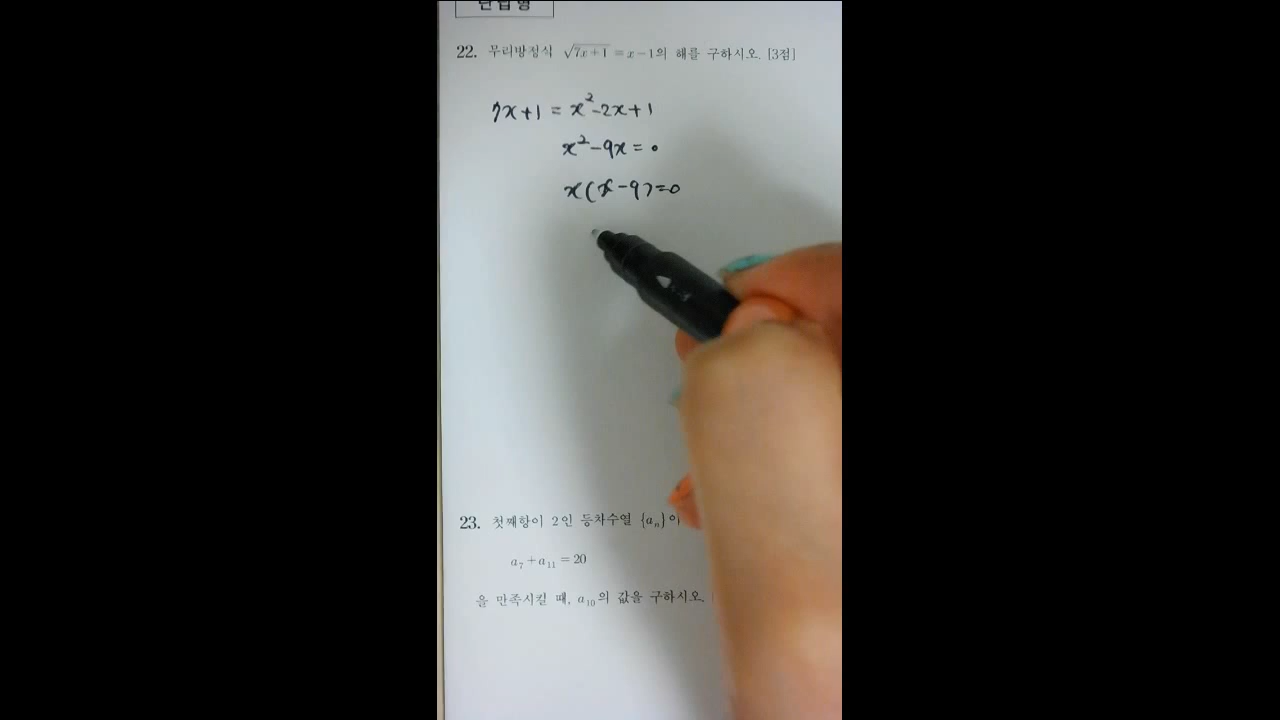 단답형
22. 무리방정식 √7x+1 = x-1의 해를 구하시오. [3점]
7x+1 = x²-2x+1
x²-9x=0
x(x-9)=0
23. 첫째항이 2인 등차수열 {aₙ}이
a₇+a₁₁=20
을 만족시킬 때, a₁₀의 값을 구하시오. [